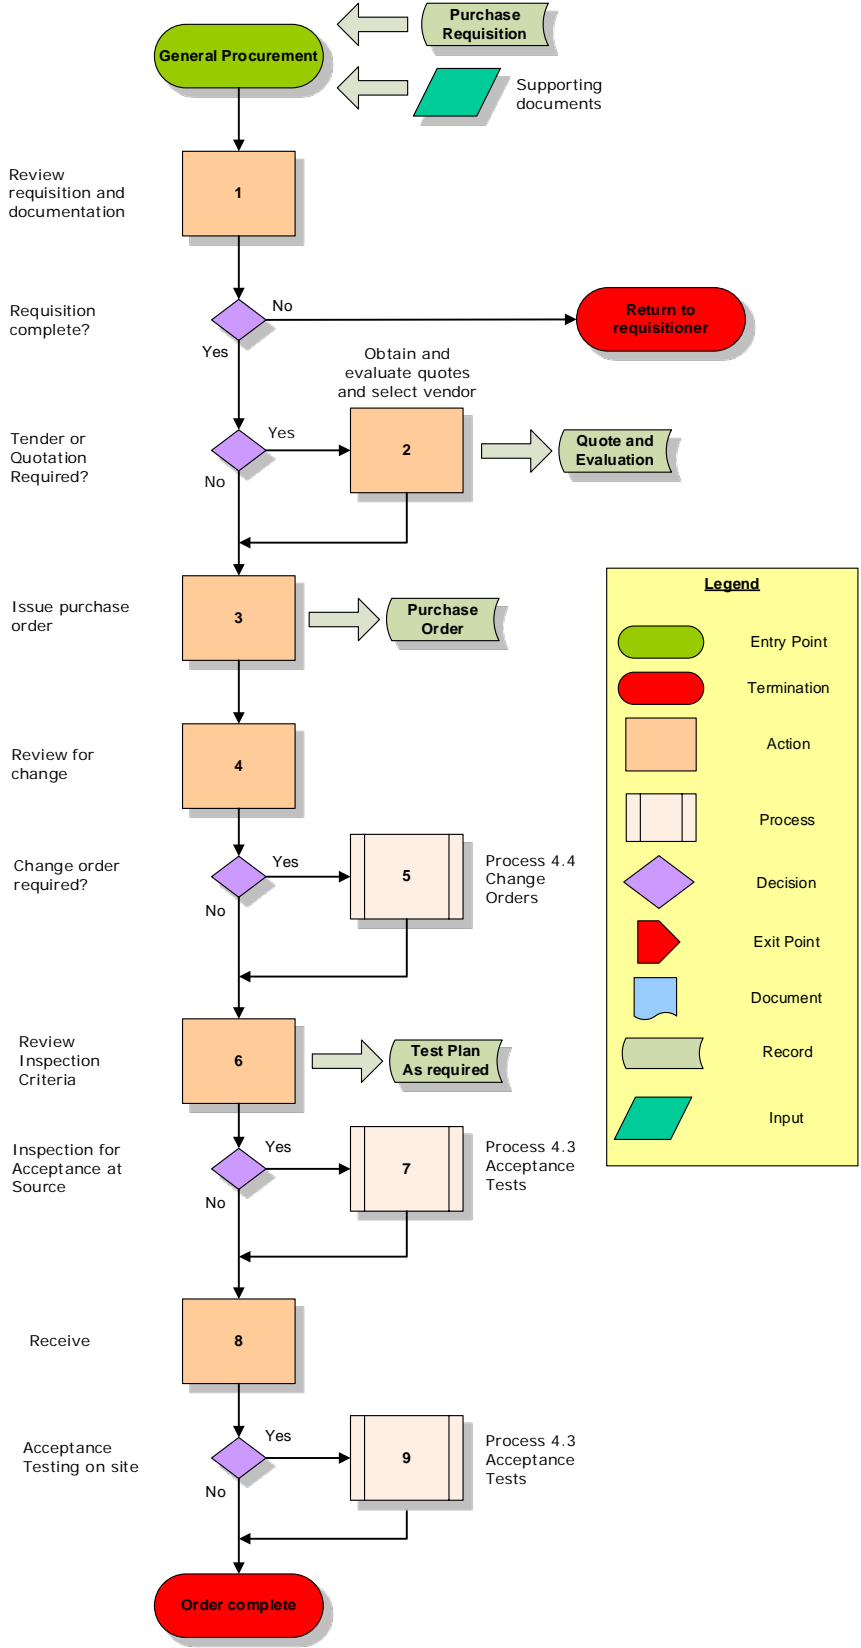 Purchase
Requisition
General Procurement
Supporting
documents
Review
requisition and
documentation
1
Requisition
complete?
No
Yes
Return to
requisitioner
Obtain and
evaluate quotes
and select vendor
Tender or
Quotation
Required?
Yes
No
2
Quote and
Evaluation
Issue purchase
order
3
Purchase
Order
Review for
change
4
Change order
required?
Yes
No
5
Process 4.4
Change
Orders
Review
Inspection
Criteria
6
Test Plan
As required
Inspection for
Acceptance at
Source
Yes
No
7
Process 4.3
Acceptance
Tests
Receive
8
Acceptance
Testing on site
Yes
No
9
Process 4.3
Acceptance
Tests
Order complete
Legend
Entry Point
Termination
Action
Process
Decision
Exit Point
Document
Record
Input